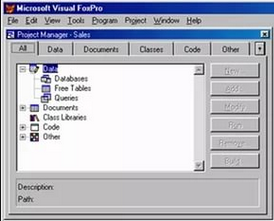 Microsoft Visual FoxPro
File Edit View Tools Program Project Window Help
Project Manager - Sales
All Data Documents Classes Code Other
Data
Databases
Free Tables
Queries
Documents
Class Libraries
Code
Other
New...
Add...
Modify
Run
Remove...
Build...
Description:
Path: